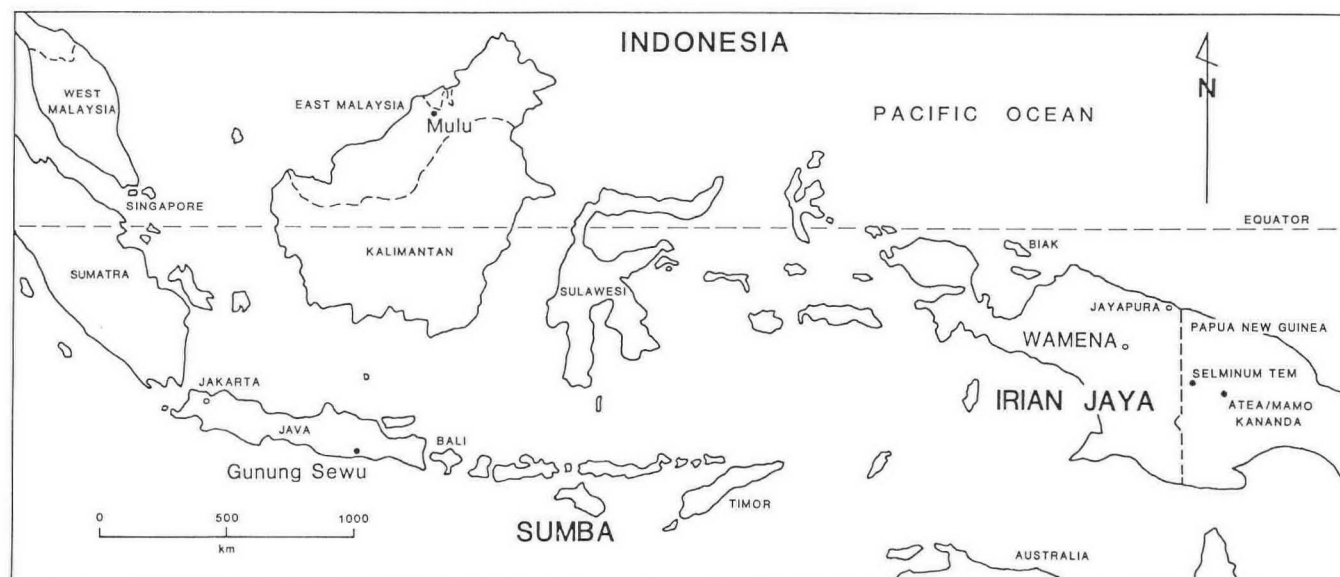 INDONESIA
WEST
MALAYSIA
EAST MALAYSIA
Mulu
PACIFIC OCEAN
N
SINGAPORE
EQUATOR
KALIMANTAN
BIAK
SUMATRA
SULAWESI
JAYAPURA
PAPUA NEW GUINEA
WAMENA
SELMINUM TEM
JAKARTA
IRIAN JAYA
ATEA/MAMO
KANANDA
JAVA
BALI
Gunung Sewu
TIMOR
0 500 1000
km
SUMBA
AUSTRALIA